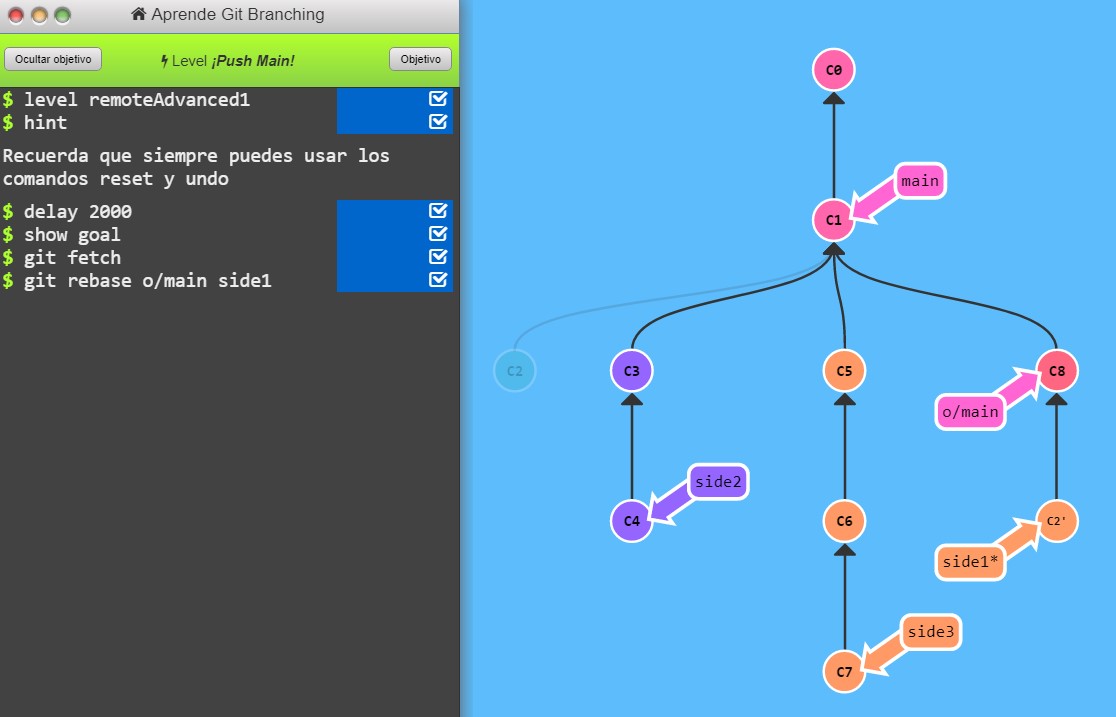 Aprende Git Branching
Ocultar objetivo
Level ¡Push Main!
Objetivo
$ level remoteAdvanced1
$ hint
Recuerda que siempre puedes usar los
comandos reset y undo
$ delay 2000
$ show goal
$ git fetch
$ git rebase o/main side1
C0
main
C1
C2
C3
C5
C8
o/main
side2
C4
C6
C2'
side1*
side3
C7